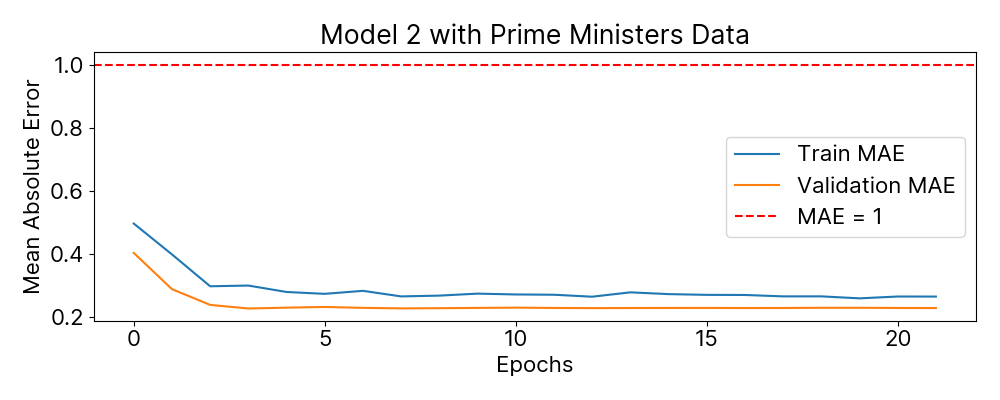 Model 2 with Prime Ministers Data
Mean Absolute Error
1.0
0.8
0.6
0.4
0.2
Train MAE
Validation MAE
MAE = 1
0
5
10
15
20
Epochs